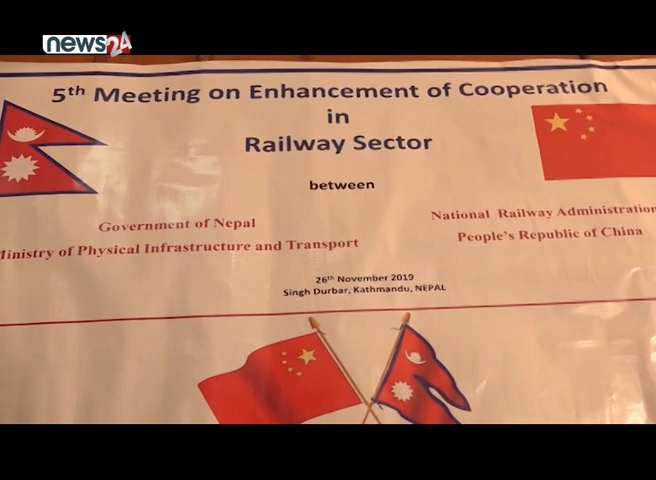 news24
5th Meeting on Enhancement of Cooperation
in
Railway Sector
between
Government of Nepal
Ministry of Physical Infrastructure and Transport
National Railway Administration
People's Republic of China
26th November 2019
Singh Durbar, Kathmandu, NEPAL